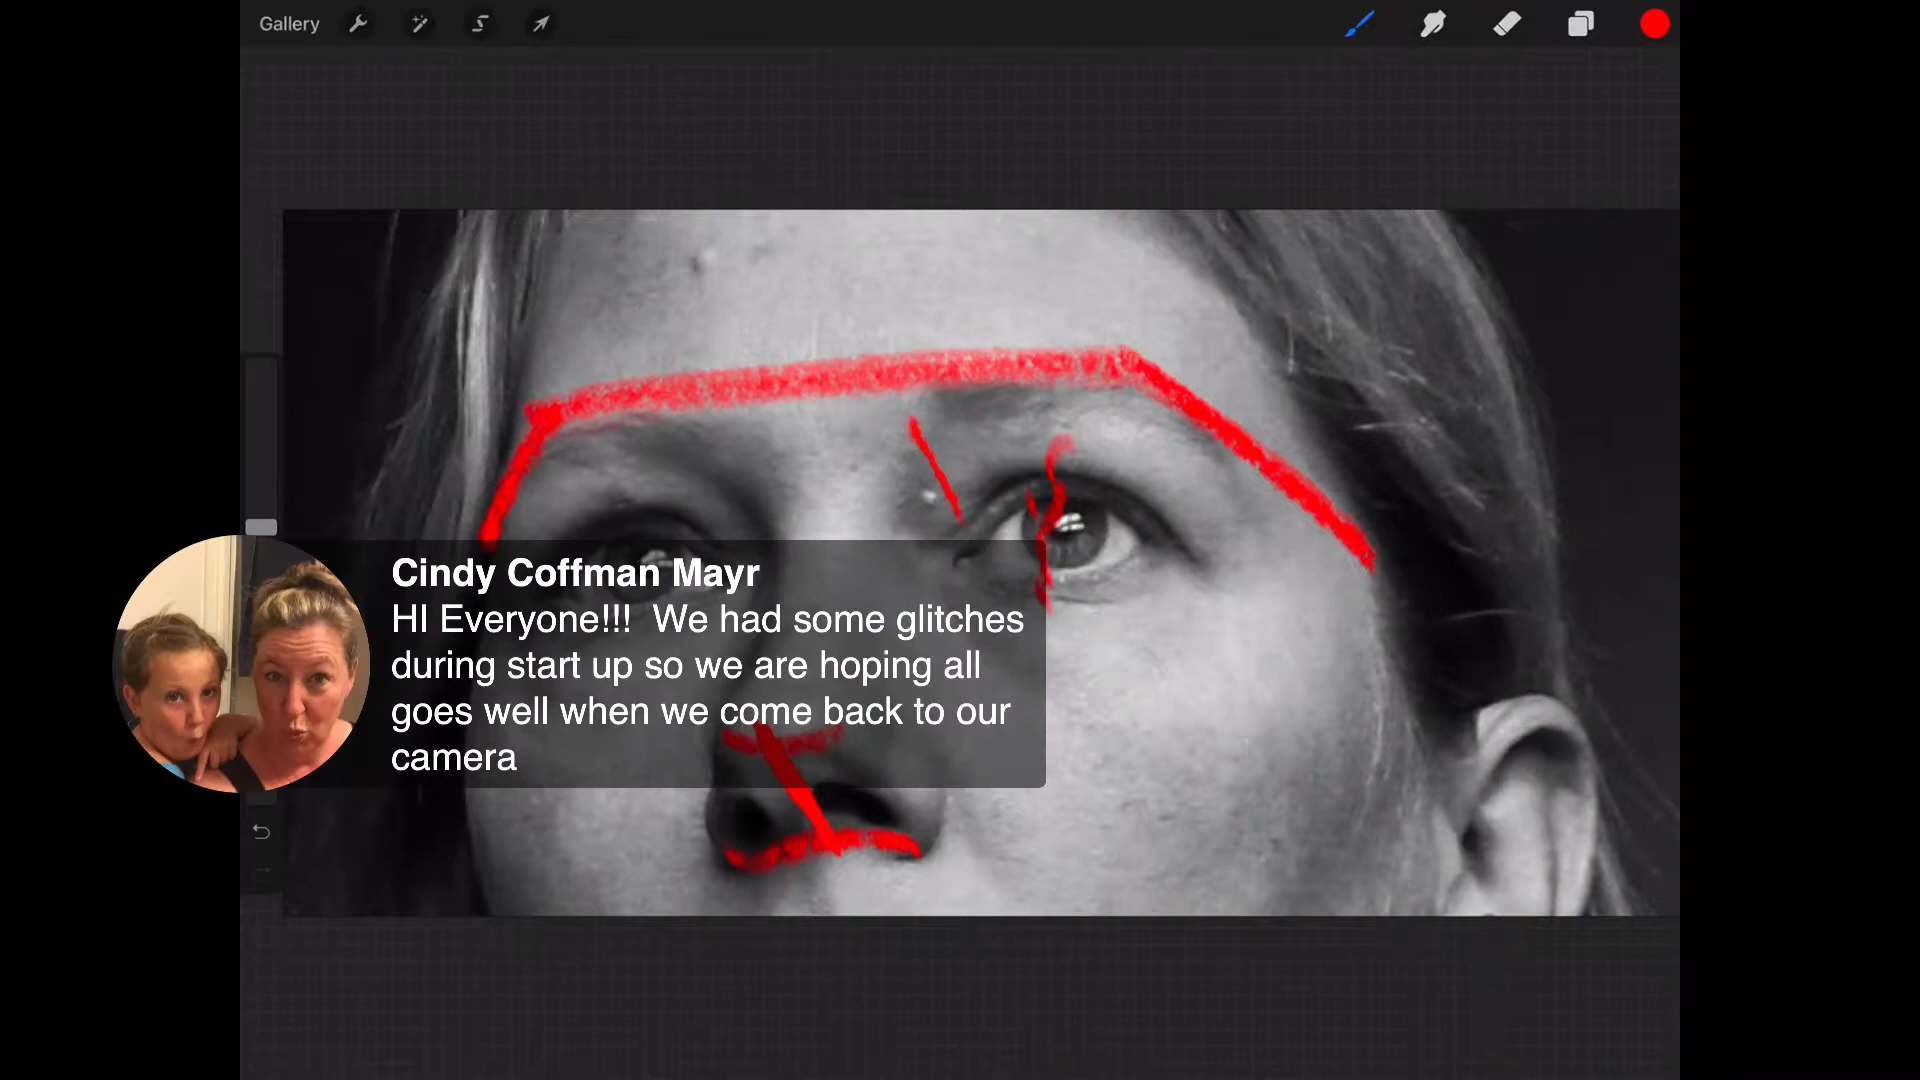 Gallery
Cindy Coffman Mayr
HI Everyone!!!  We had some glitches
during start up so we are hoping all
goes well when we come back to our
camera